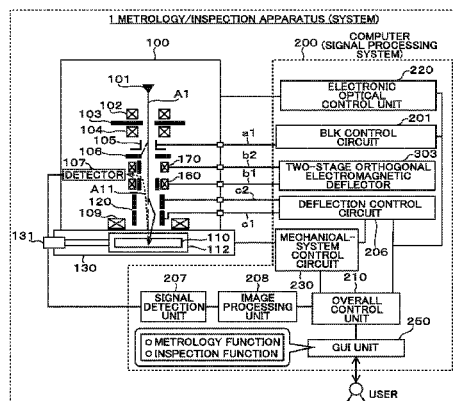 1 METROLOGY/INSPECTION APPARATUS (SYSTEM)
COMPUTER
200 (SIGNAL PROCESSING
SYSTEM)
100
101
A1
102
103
104
105
106
107
DETECTOR
A11
120
109
170
160
110
112
131
130
a1
b2
b1
c2
c1
220
ELECTRONIC
OPTICAL
CONTROL UNIT
201
BLK CONTROL
CIRCUIT
303
TWO-STAGE ORTHOGONAL
ELECTROMAGNETIC
DEFLECTOR
DEFLECTION CONTROL
CIRCUIT
206
MECHANICAL-
SYSTEM CONTROL
CIRCUIT
230
207
SIGNAL
DETECTION
UNIT
208
IMAGE
PROCESSING
UNIT
210
OVERALL
CONTROL
UNIT
250
GUI UNIT
METROLOGY FUNCTION
INSPECTION FUNCTION
USER